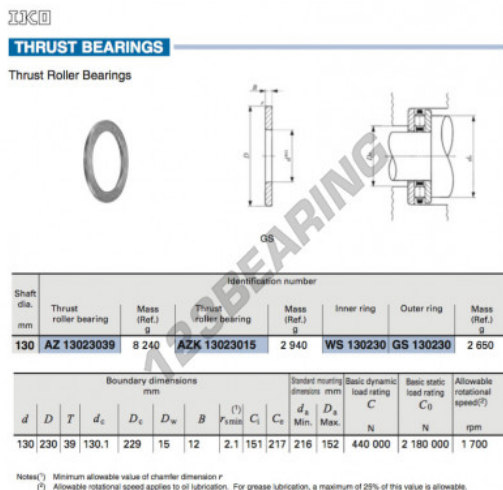 IKO
THRUST BEARINGS
Thrust Roller Bearings
B
r
D
GS
123BEARING
Identification number
Shaft dia. mm
Thrust roller bearing
Mass (Ref.) g
Thrust roller bearing
Mass (Ref.) g
Inner ring
Outer ring
Mass (Ref.) g
130 AZ 13023039 8 240 AZK 13023015 2 940 WS 130230 GS 130230 2 650
Boundary dimensions mm
Standard mounting dimensions mm
Basic dynamic load rating C N
Basic static load rating C0 N
Allowable rotational speed(2) rpm
d D T dc Dc Dw B rs min(1) Ci Ce da Min. Da Max.
130 230 39 130.1 229 15 12 2.1 151 217 216 152 440 000 2 180 000 1 700
Notes(1) Minimum allowable value of chamfer dimension r
(2) Allowable rotational speed applies to oil lubrication. For grease lubrication, a maximum of 25% of this value is allowable.